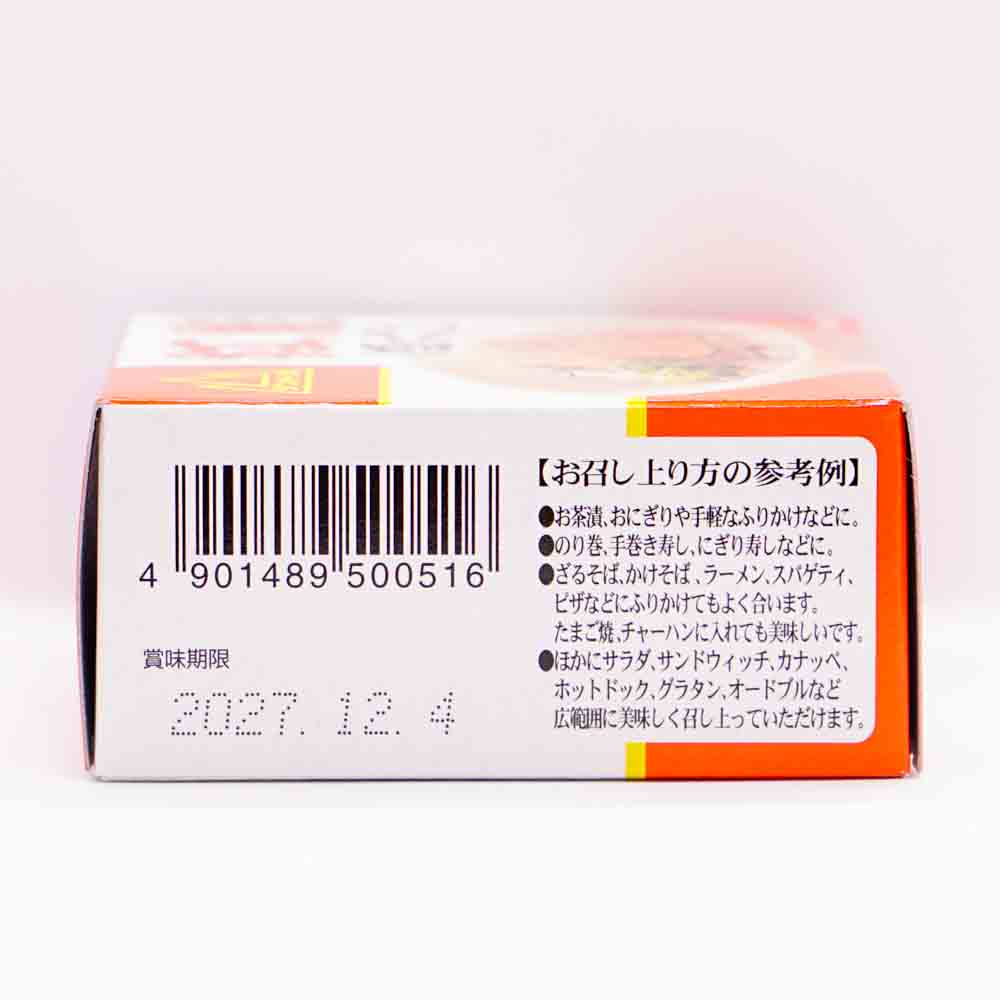 4 901489 500516
賞味期限
2027. 12. 4
【お召し上り方の参考例】
●お茶漬、おにぎりや手軽なふりかけなどに。
●のり巻、手巻き寿し、にぎり寿しなどに。
●ざるそば、かけそば、ラーメン、スパゲティ、
ピザなどにふりかけてもよく合います。
たまご焼、チャーハンに入れても美味しいです。
●ほかにサラダ、サンドウィッチ、カナッペ、
ホットドック、グラタン、オードブルなど
広範囲に美味しく召し上っていただけます。